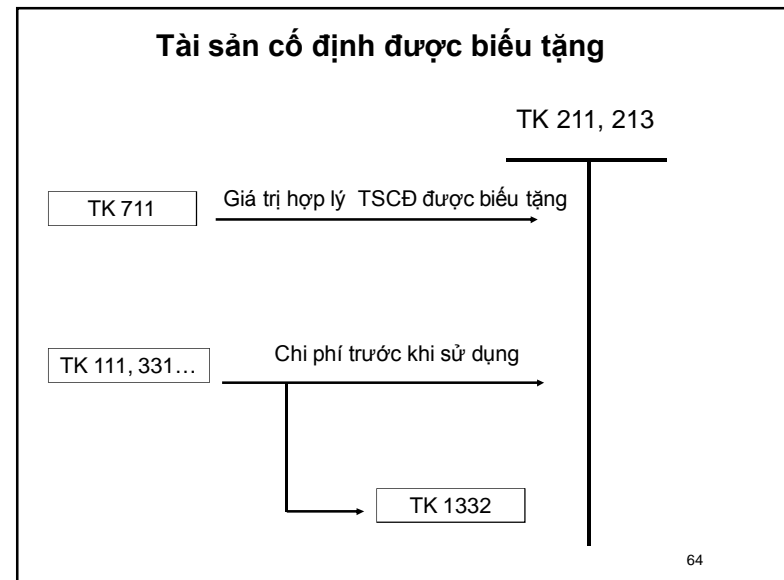 Tài sản cố định được biếu tặng
TK 211, 213
TK 711
Giá trị hợp lý TSCĐ được biếu tặng
TK 111, 331…
Chi phí trước khi sử dụng
TK 1332
64